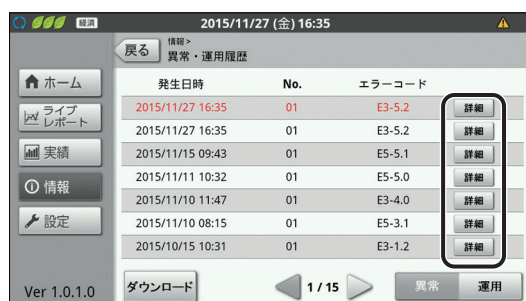 経済 2015/11/27 (金) 16:35
戻る 情報>
異常・運用履歴
ホーム
ライブ
レポート
実績
情報
設定
Ver 1.0.1.0
発生日時 No. エラーコード
2015/11/27 16:35 01 E3-5.2 詳細
2015/11/27 16:35 01 E3-5.2 詳細
2015/11/15 09:43 01 E5-5.1 詳細
2015/11/11 10:32 01 E5-5.0 詳細
2015/11/10 11:47 01 E3-4.0 詳細
2015/11/10 08:15 01 E5-3.1 詳細
2015/10/15 10:31 01 E3-1.2 詳細
ダウンロード 1 / 15 異常 運用